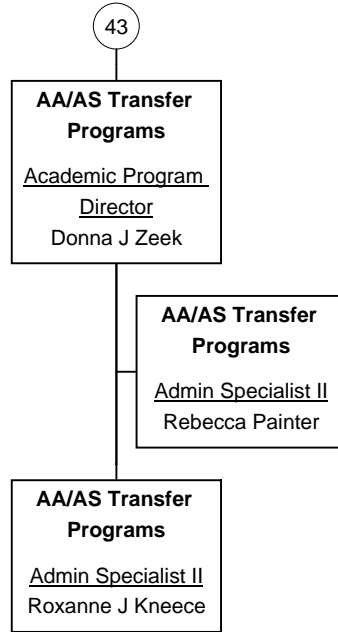 43
AA/AS Transfer
Programs
Academic Program
Director
Donna J Zeek
AA/AS Transfer
Programs
Admin Specialist II
Rebecca Painter
AA/AS Transfer
Programs
Admin Specialist II
Roxanne J Kneece